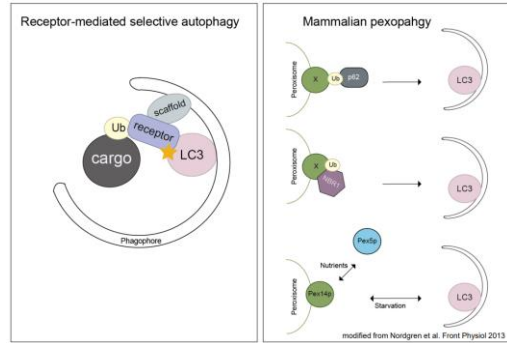 Receptor-mediated selective autophagy
scaffold
Ub
receptor
cargo
LC3
Phagophore
Mammalian pexopahgy
Peroxisome
X
Ub
p62
LC3
Peroxisome
X
Ub
NBR1
LC3
Pex5p
Nutrients
Peroxisome
Pex14p
Starvation
LC3
modified from Nordgren et al. Front Physiol 2013